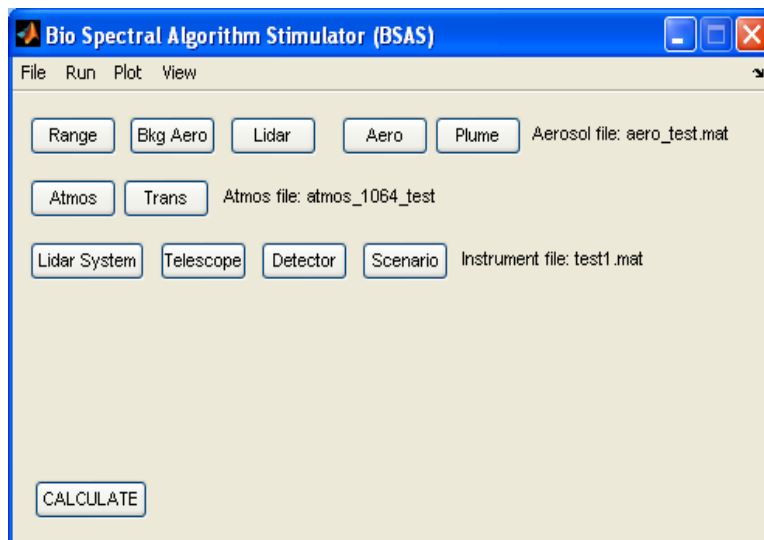 Bio Spectral Algorithm Stimulator (BSAS)
File Run Plot View
Range Bkg Aero Lidar Aero Plume Aerosol file: aero_test.mat
Atmos Trans Atmos file: atmos_1064_test
Lidar System Telescope Detector Scenario Instrument file: test1.mat
CALCULATE